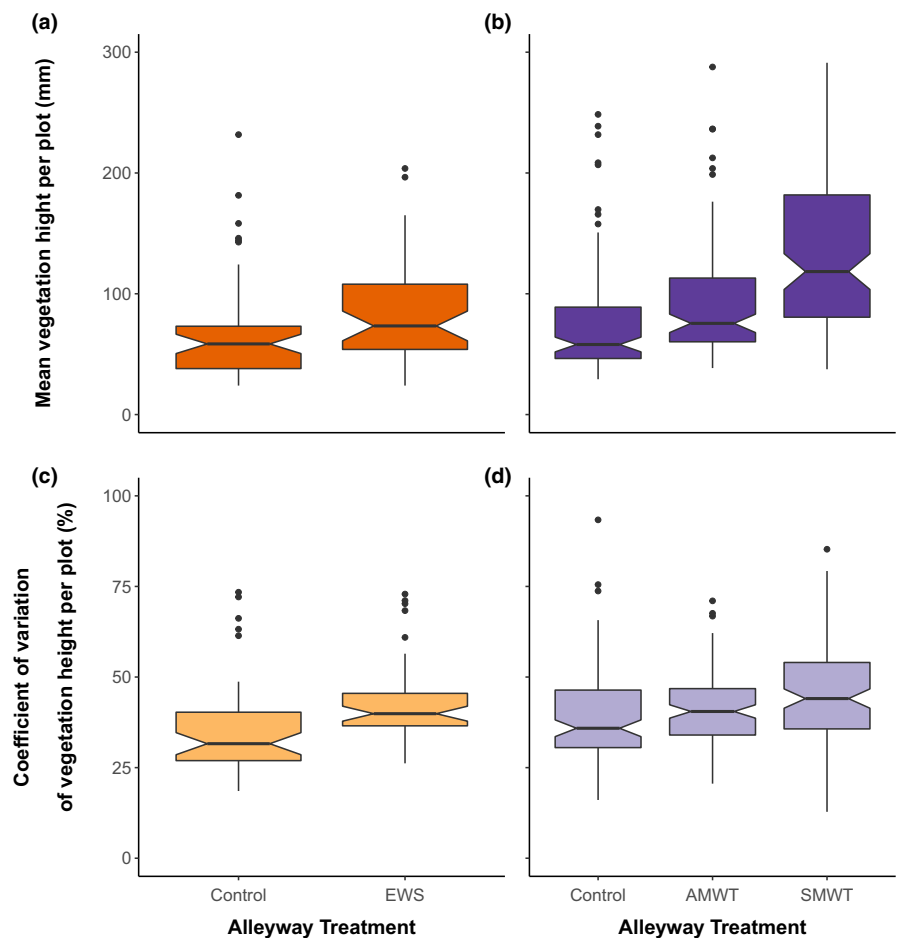 (a)
(b)
Mean vegetation hight per plot (mm)
300
200
100
0
(c)
(d)
Coefficient of variation
of vegetation height per plot (%)
100
75
50
25
0
Control
EWS
Control
AMWT
SMWT
Alleyway Treatment
Alleyway Treatment